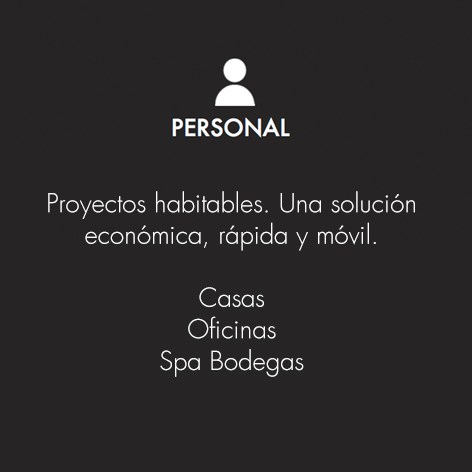 PERSONAL
Proyectos habitables. Una solución
económica, rápida y móvil.
Casas
Oficinas
Spa Bodegas